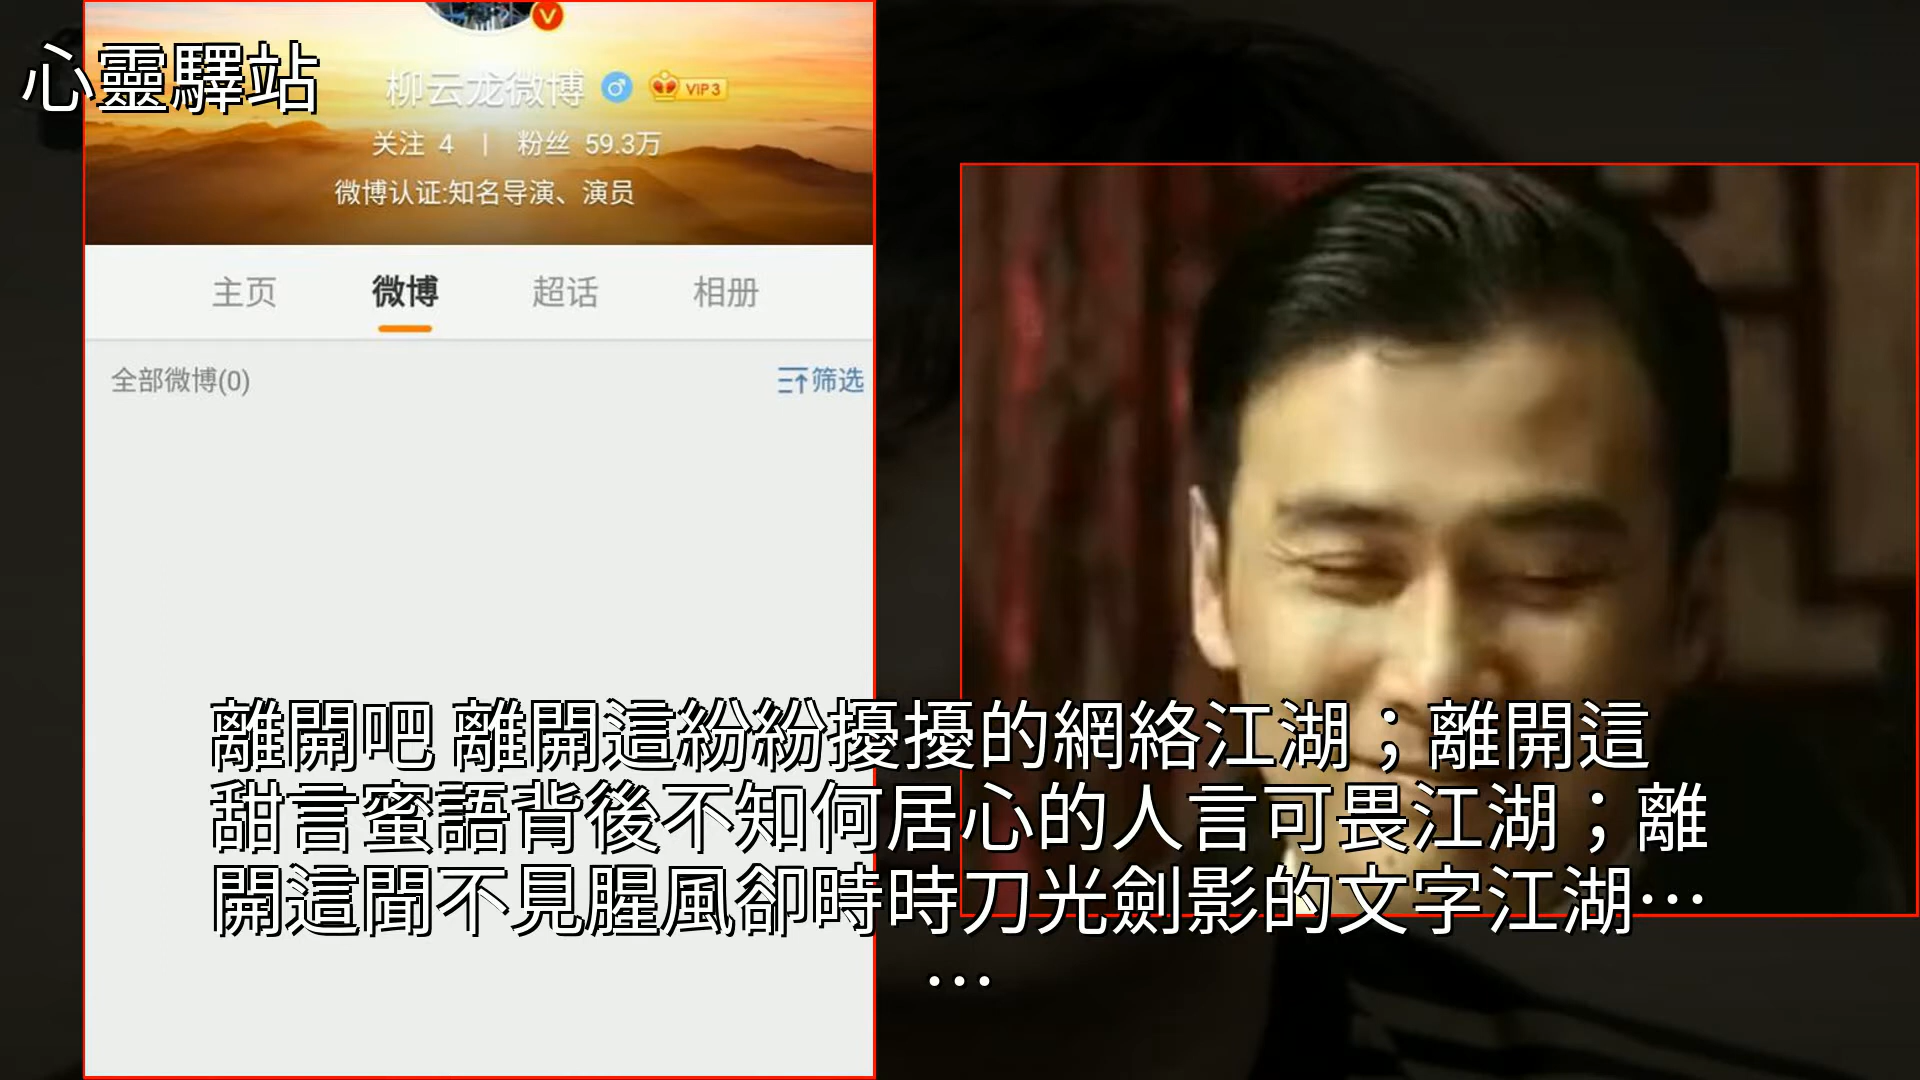 心靈驛站
柳云龙微博 VIP 3
关注 4 | 粉丝 59.3万
微博认证:知名导演、演员
主页 微博 超话 相册
全部微博(0) 筛选
離開吧 離開這紛紛擾擾的網絡江湖；離開這
甜言蜜語背後不知何居心的人言可畏江湖；離
開這聞不見腥風卻時時刀光劍影的文字江湖…
…